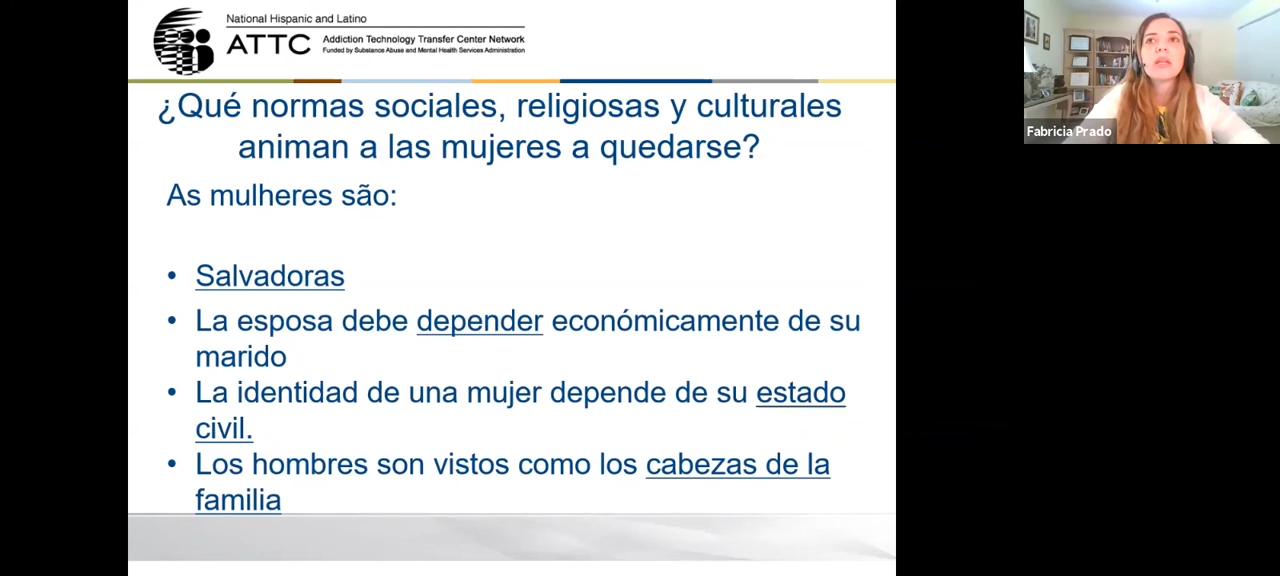 National Hispanic and Latino
ATTC
Addiction Technology Transfer Center Network
Funded by Substance Abuse and Mental Health Services Administration
¿Qué normas sociales, religiosas y culturales
animan a las mujeres a quedarse?
As mulheres são:
• Salvadoras
• La esposa debe depender económicamente de su
marido
• La identidad de una mujer depende de su estado
civil.
• Los hombres son vistos como los cabezas de la
familia
Fabricia Prado